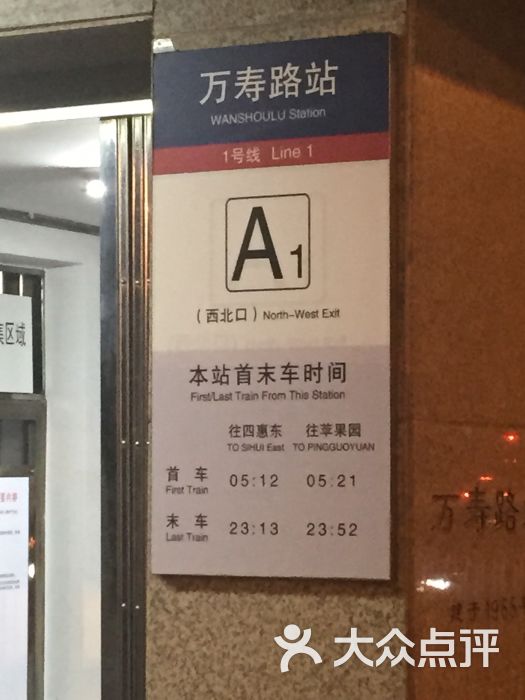 万寿路站
WANSHOULU Station
1号线 Line 1
A1
（西北口）North-West Exit
本站首末车时间
First/Last Train From This Station
往四惠东 往苹果园
TO SIHUI East TO PINGGUOYUAN
首车 05:12 05:21
First Train
末车 23:13 23:52
Last Train
区域
万寿路
大众点评